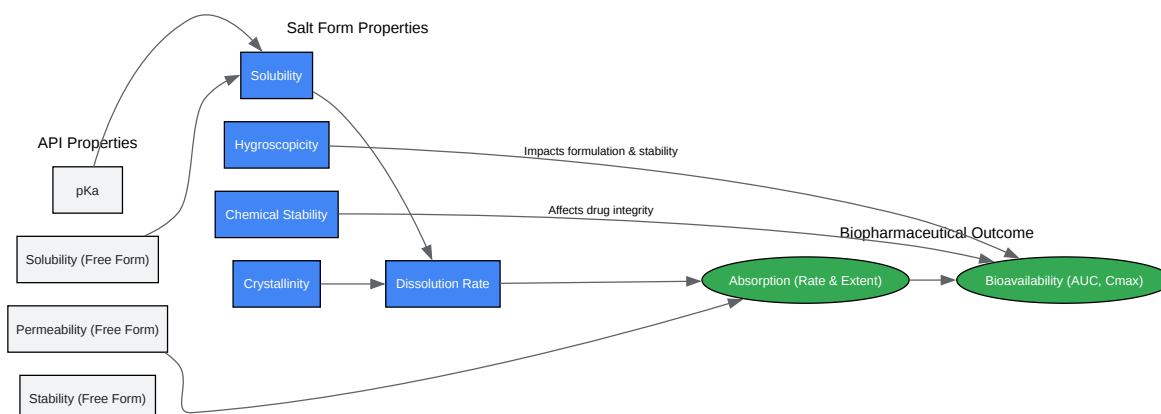 Salt Form Properties
Solubility
Hygroscopicity
Chemical Stability
Crystallinity
Dissolution Rate
API Properties
pKa
Solubility (Free Form)
Permeability (Free Form)
Stability (Free Form)
Impacts formulation & stability
Affects drug integrity
Biopharmaceutical Outcome
Absorption (Rate & Extent)
Bioavailability (AUC, Cmax)